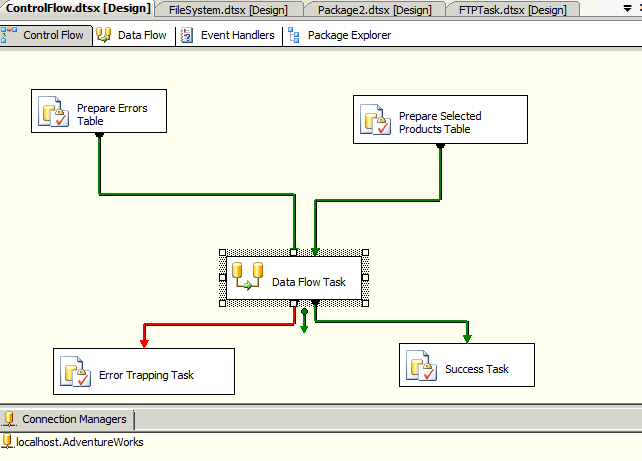 ControlFlow.dtsx [Design]
FileSystem.dtsx [Design]
Package2.dtsx [Design]
FTPTask.dtsx [Design]
Control Flow
Data Flow
Event Handlers
Package Explorer
Prepare Errors
Table
Prepare Selected
Products Table
Data Flow Task
Error Trapping Task
Success Task
Connection Managers
localhost.AdventureWorks